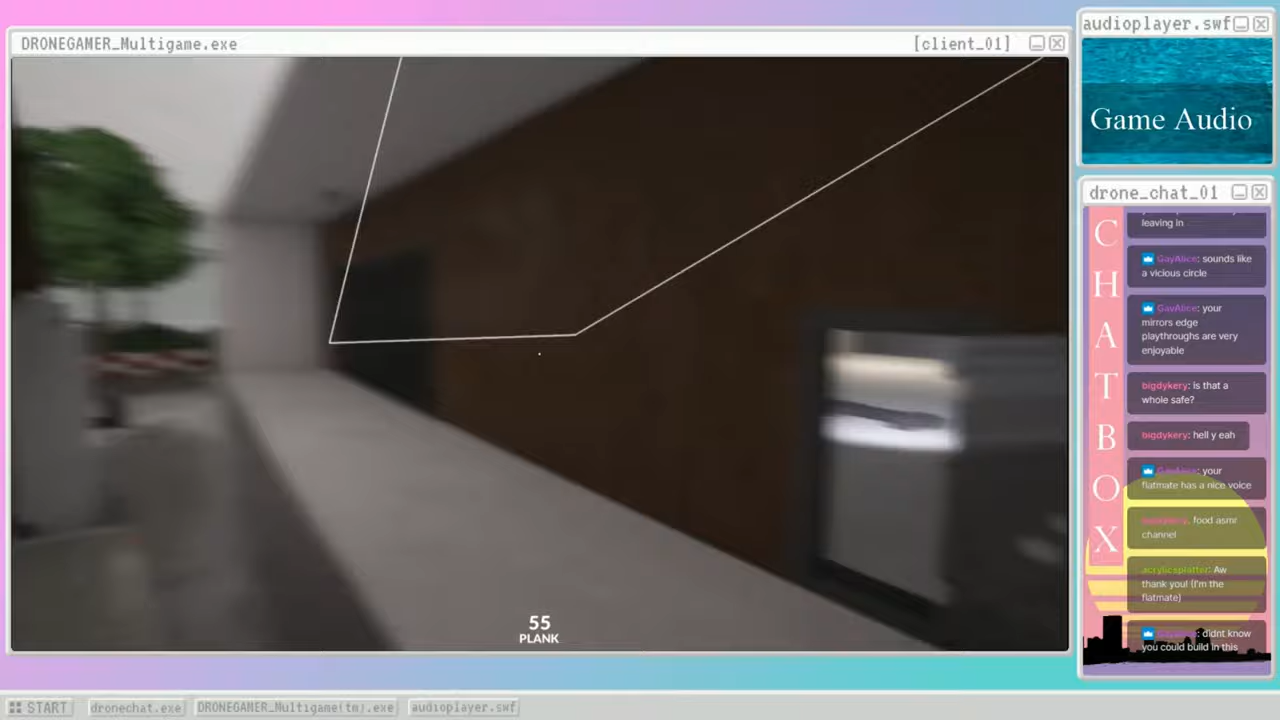 DRONEGAMER_Multigame.exe
[client_01]
55
PLANK
audioplayer.swf
Game Audio
drone_chat_01
CHATBOX
leaving in
GayAlice: sounds like
a vicious circle
GayAlice: your
mirrors edge
playthroughs are very
enjoyable
bigdykery: is that a
whole safe?
bigdykery: hell y eah
GayAlice: your
flatmate has a nice voice
bigdykery: food asmr
channel
acrylicsplatter: Aw
thank you! (I'm the
flatmate)
GayAlice: didnt know
you could build in this
START
dronechat.exe
DRONEGAMER_Multigame(tm).exe
audioplayer.swf